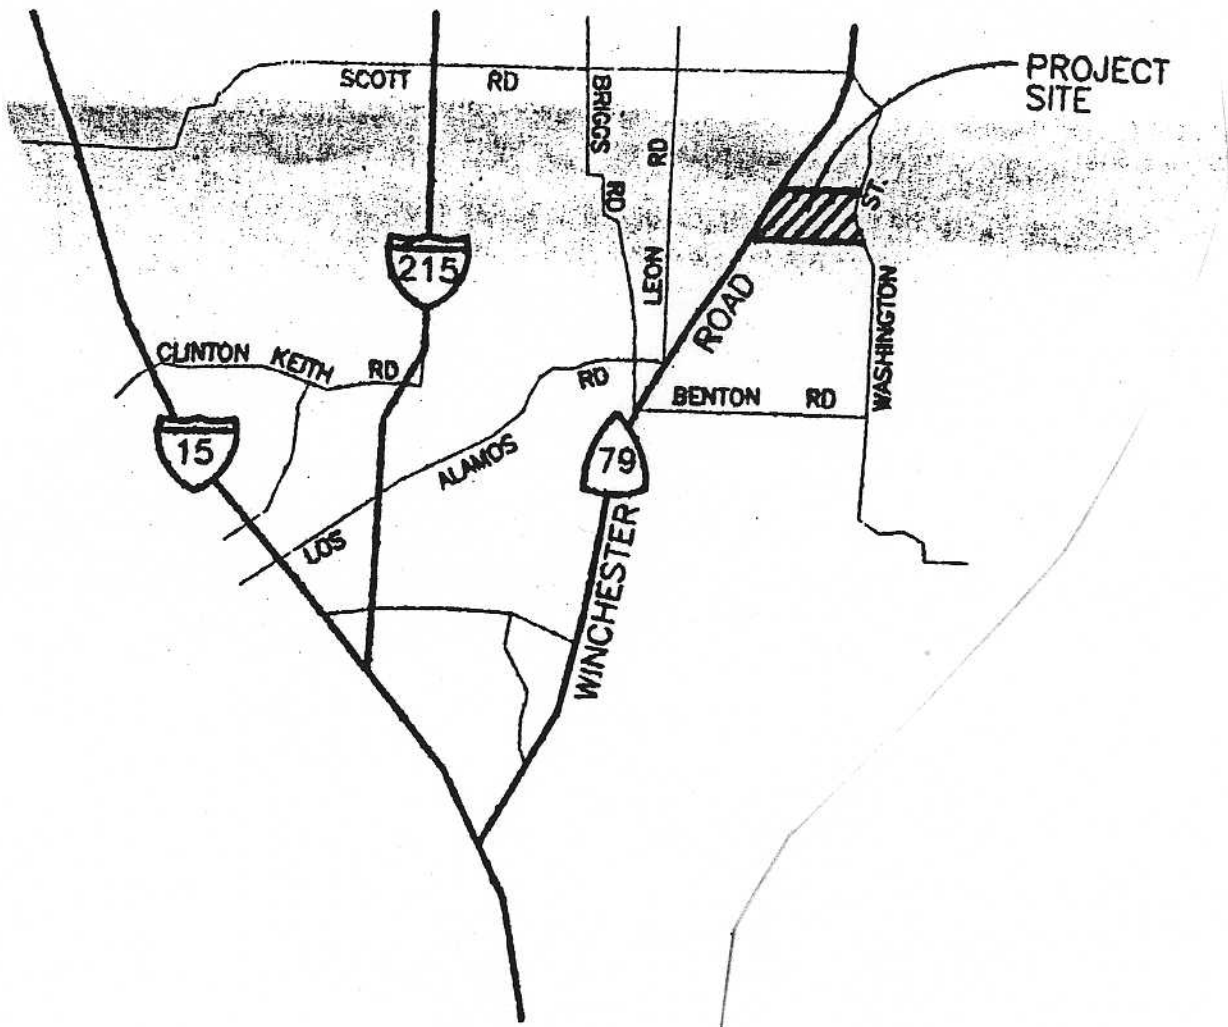 PROJECT
SITE
SCOTT RD
BRIGGS RD
LEON RD
ST.
WASHINGTON
215
ROAD
CLINTON KEITH RD
RD
BENTON RD
15
ALAMOS
79
LOS
WINCHESTER